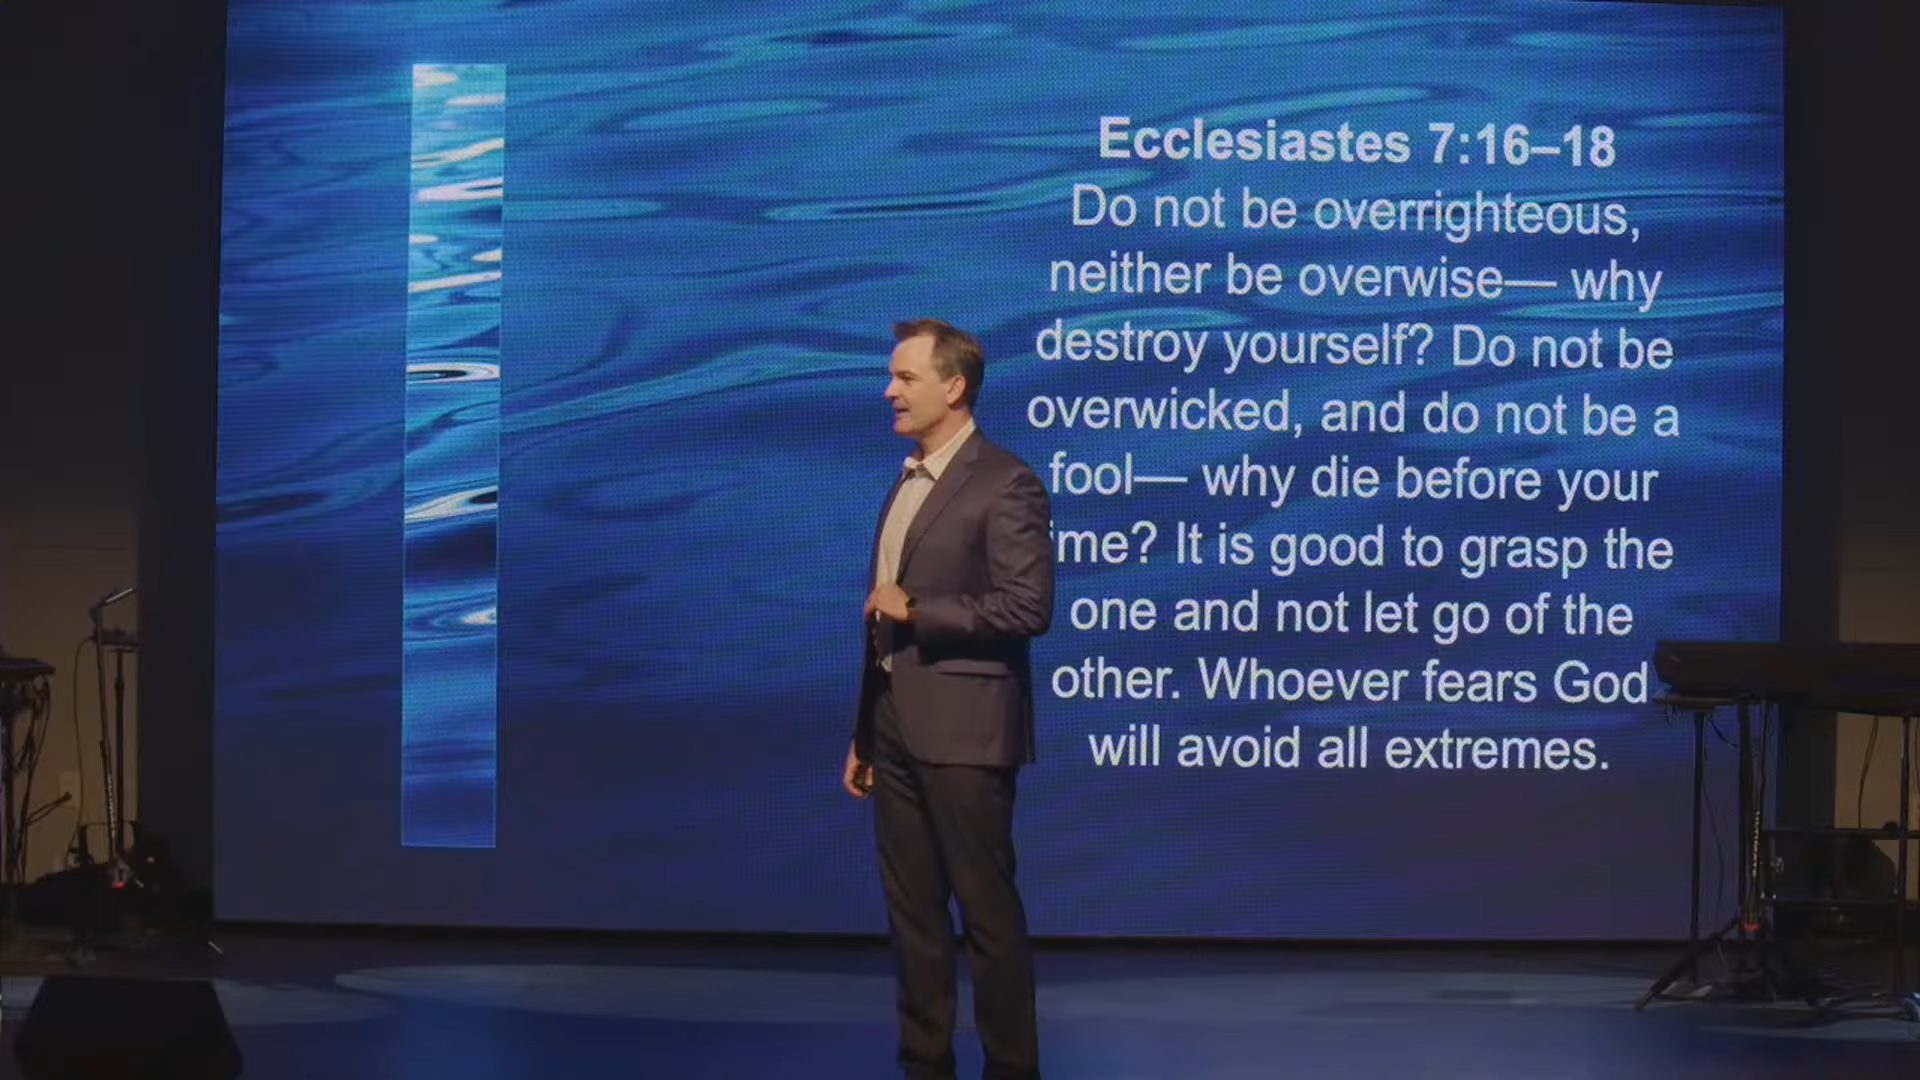 Ecclesiastes 7:16–18
Do not be overrighteous,
neither be overwise— why
destroy yourself? Do not be
overwicked, and do not be a
fool— why die before your
ime? It is good to grasp the
one and not let go of the
other. Whoever fears God
will avoid all extremes.